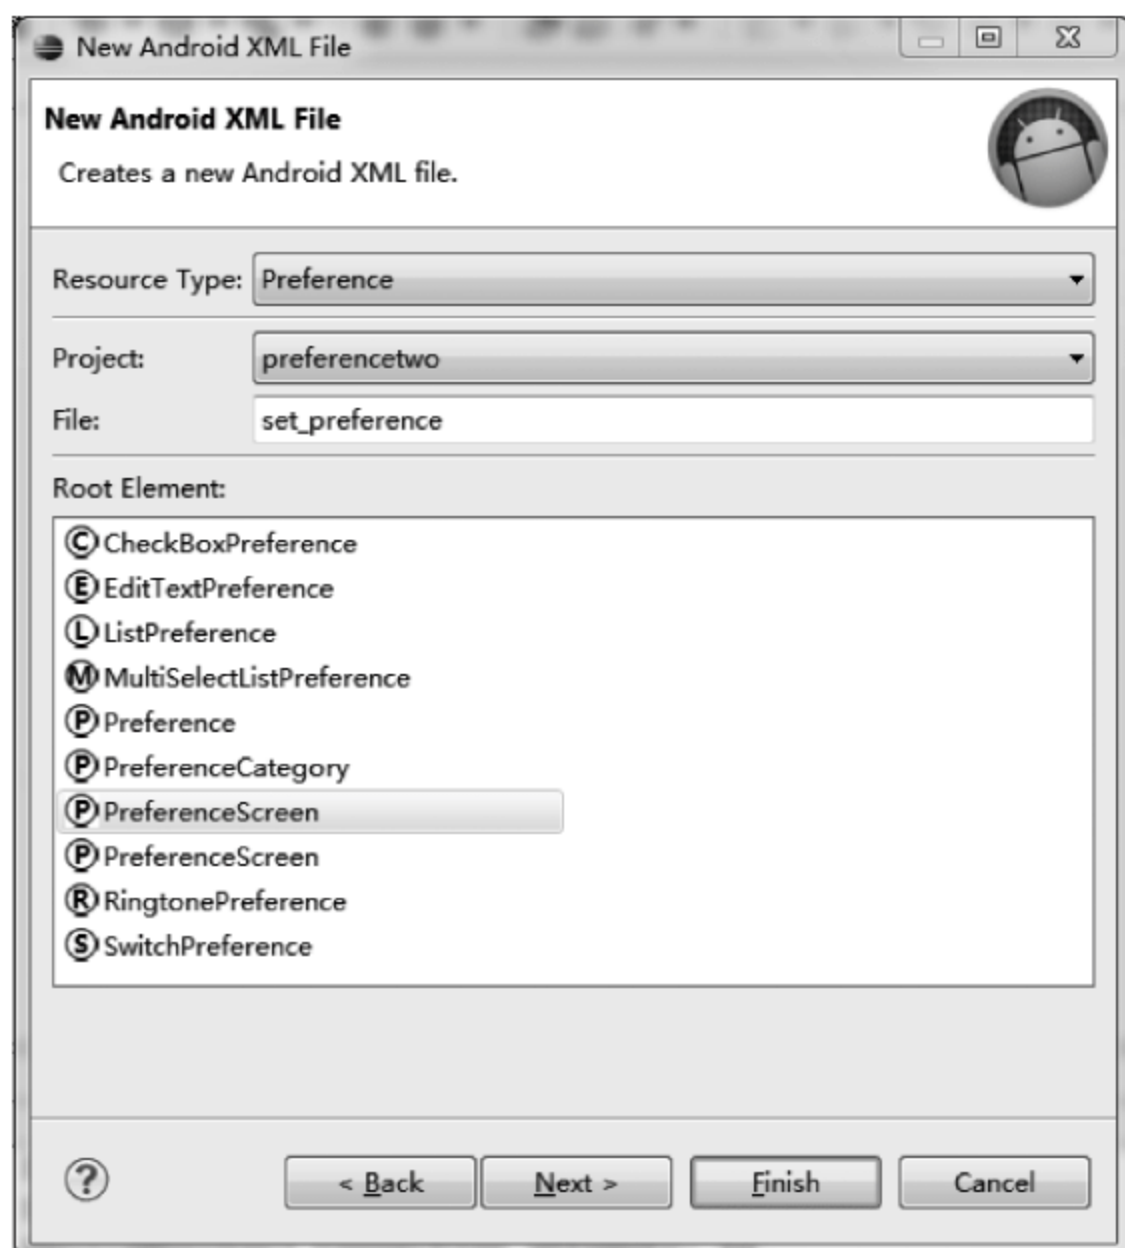 New Android XML File
New Android XML File
Creates a new Android XML file.
Resource Type: Preference
Project: preferencetwo
File: set_preference
Root Element:
C CheckBoxPreference
E EditTextPreference
L ListPreference
M MultiSelectListPreference
P Preference
P PreferenceCategory
P PreferenceScreen
P PreferenceScreen
R RingtonePreference
S SwitchPreference
? < Back Next > Finish Cancel